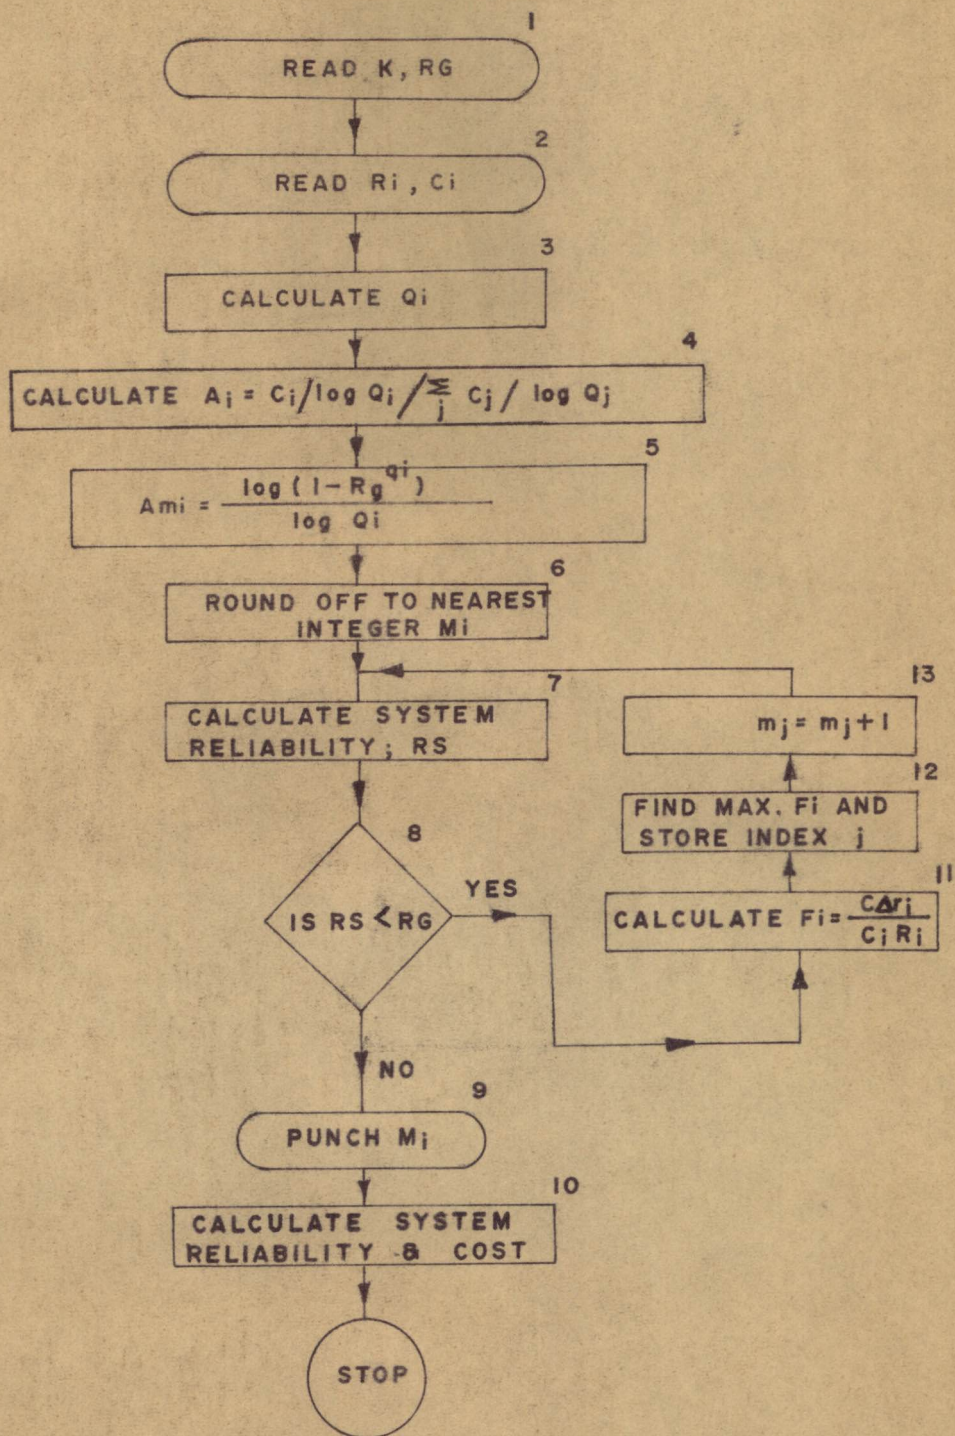 1
READ K, RG
2
READ Ri, Ci
3
CALCULATE Qi
4
CALCULATE Ai = Ci/log Qi / Σj Cj / log Qj
5
Ami = log(1-Rg^qi) / log Qi
6
ROUND OFF TO NEAREST
INTEGER Mi
7
CALCULATE SYSTEM
RELIABILITY; RS
8
IS RS < RG
YES
NO
9
PUNCH Mi
10
CALCULATE SYSTEM
RELIABILITY & COST
STOP
11
CALCULATE Fi = CΔri / Ci Ri
12
FIND MAX. Fi AND
STORE INDEX j
13
mj = mj + 1